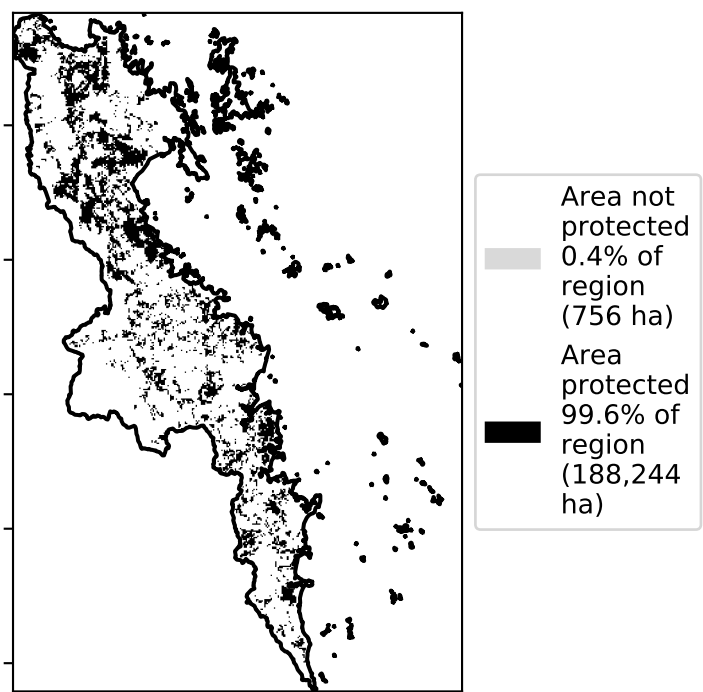 Area not
protected
0.4% of
region
(756 ha)
Area
protected
99.6% of
region
(188,244
ha)